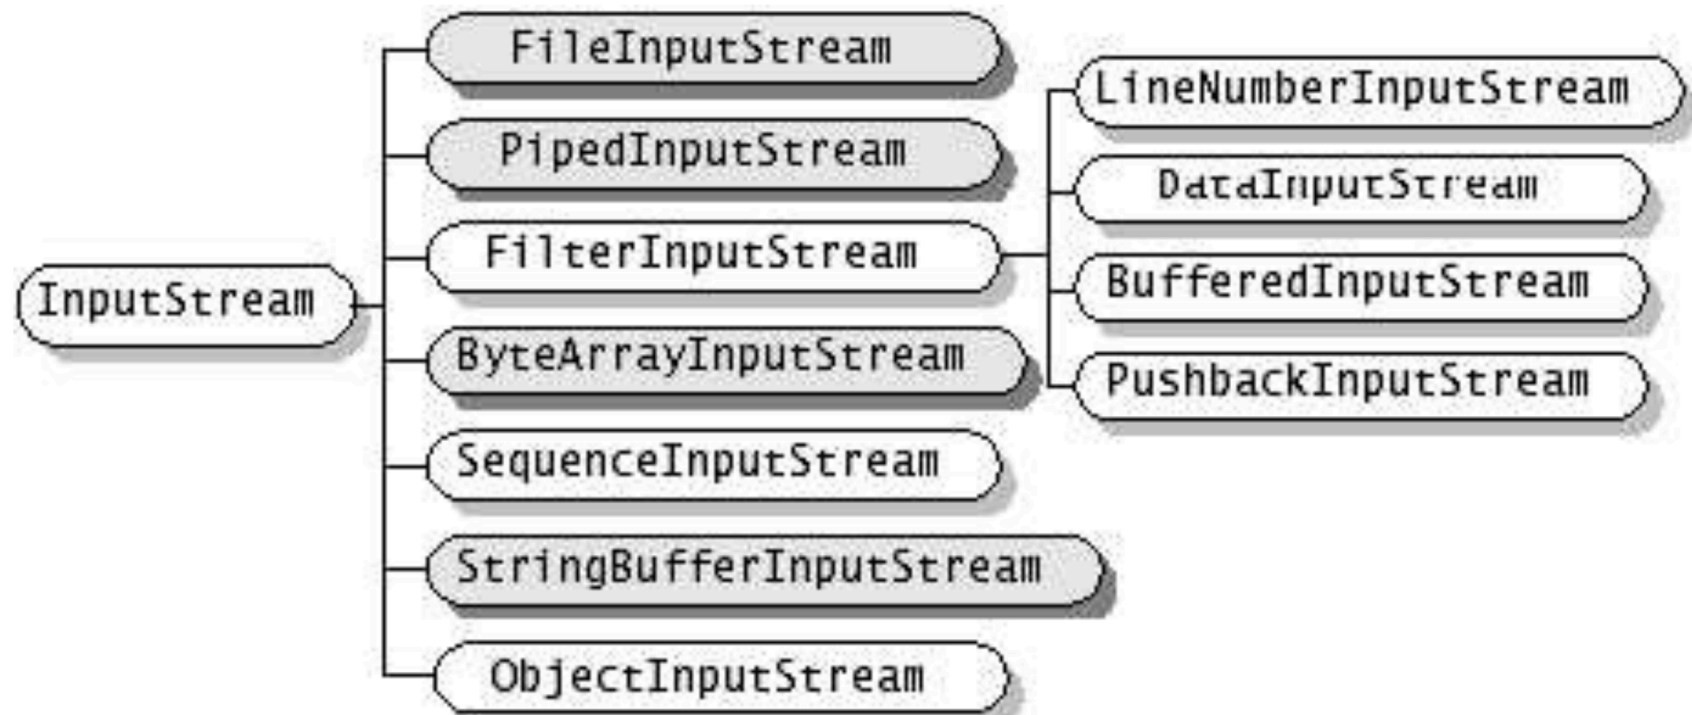 InputStream
FileInputStream
PipedInputStream
FilterInputStream
ByteArrayInputStream
SequenceInputStream
StringBufferInputStream
ObjectInputStream
LineNumberInputStream
DataInputStream
BufferedInputStream
PushbackInputStream